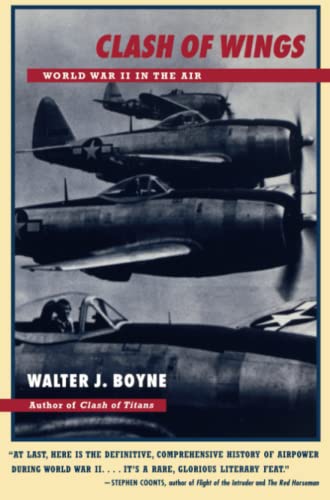 CLASH OF WINGS
WORLD WAR II IN THE AIR
WALTER J. BOYNE
Author of Clash of Titans
“AT LAST, HERE IS THE DEFINITIVE, COMPREHENSIVE HISTORY OF AIRPOWER
DURING WORLD WAR II. . . . IT’S A RARE, GLORIOUS LITERARY FEAT.”
—STEPHEN COONTS, author of Flight of the Intruder and The Red Horseman